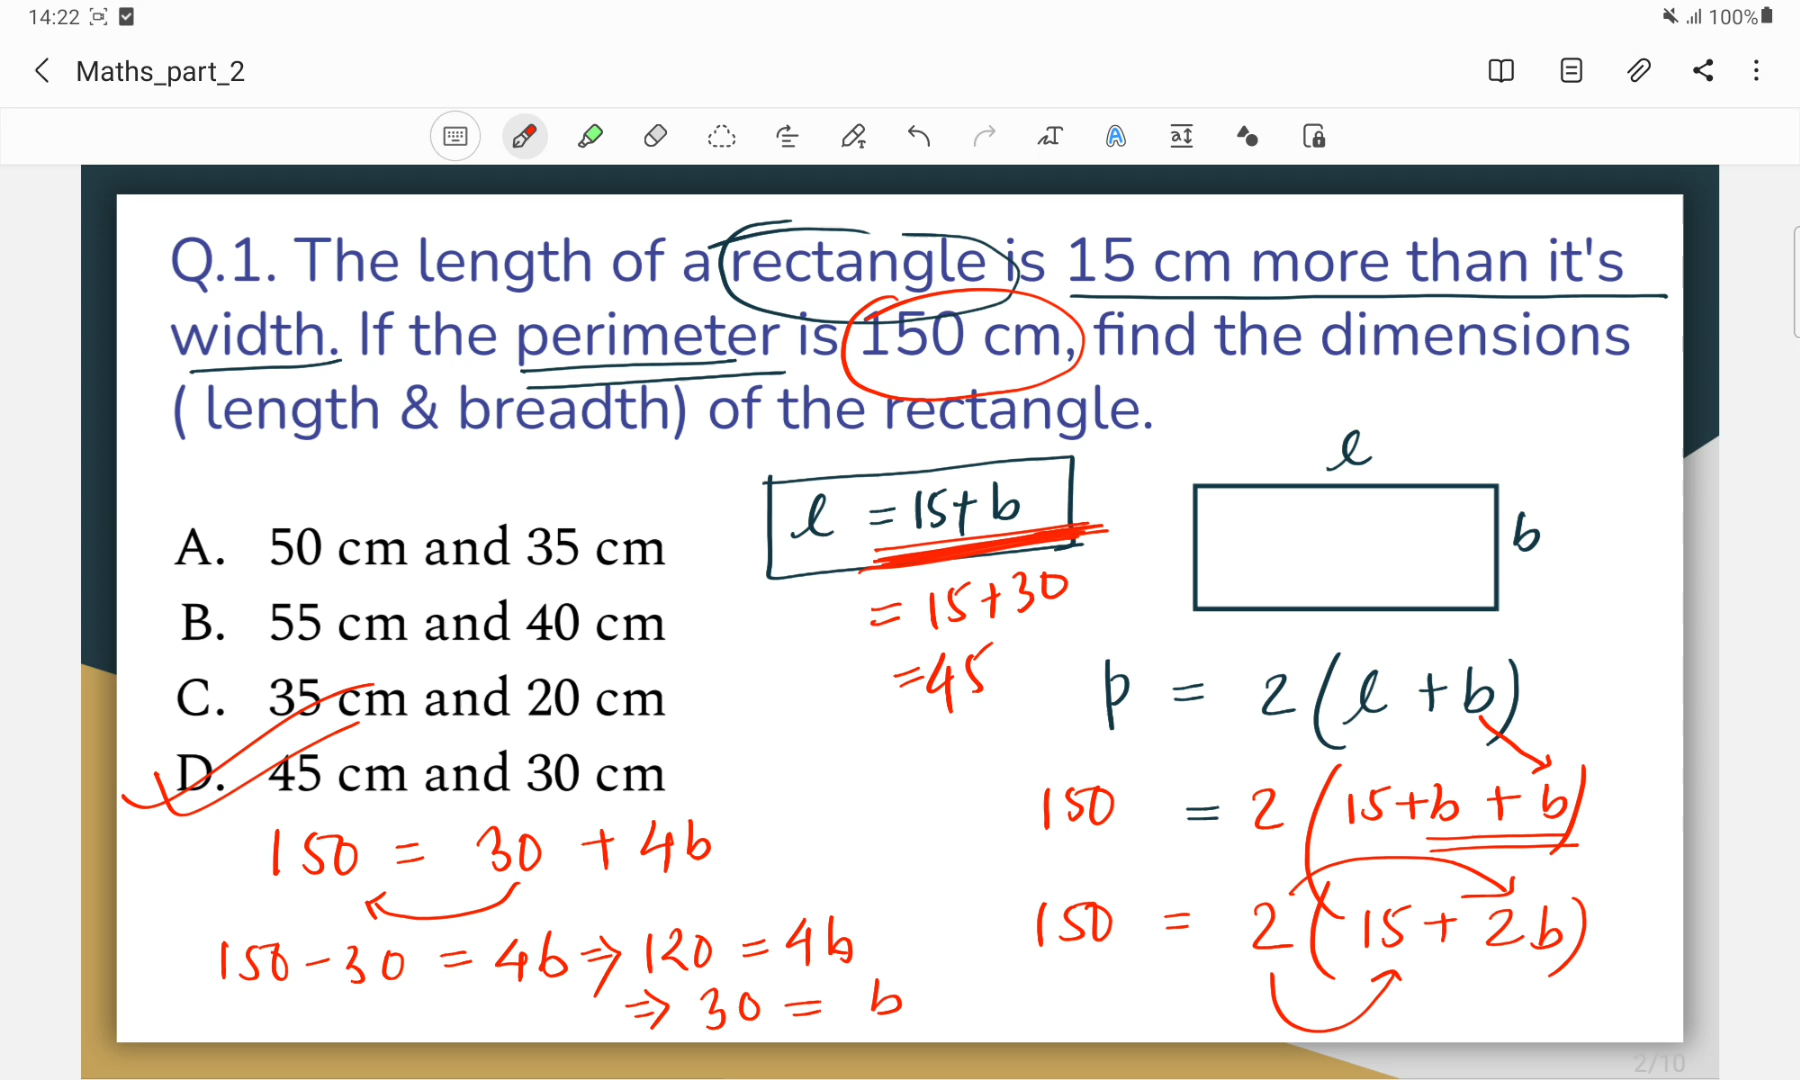 14:22
100%
Maths_part_2
Q.1. The length of a rectangle is 15 cm more than it's
width. If the perimeter is 150 cm, find the dimensions
( length & breadth) of the rectangle.
A. 50 cm and 35 cm
B. 55 cm and 40 cm
C. 35 cm and 20 cm
D. 45 cm and 30 cm
l = 15+b
= 15+30
=45
l
b
p = 2(l+b)
150 = 2(15+b+b)
150 = 2(15+2b)
150 = 30 + 4b
150-30 = 4b ⇒ 120 = 4b
⇒ 30 = b
2/10